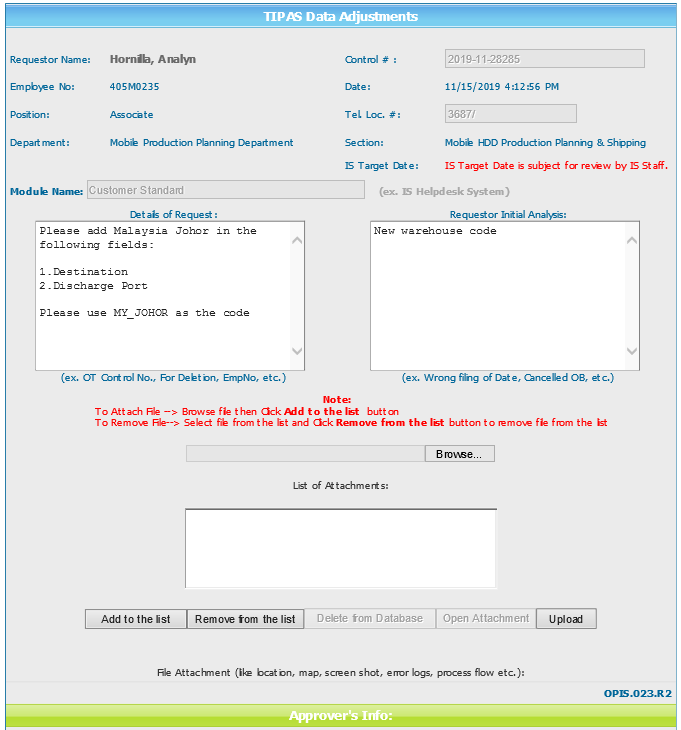 TIPAS Data Adjustments
Requestor Name: Hornilla, Analyn Control # : 2019-11-28285
Employee No: 405M0235 Date: 11/15/2019 4:12:56 PM
Position: Associate Tel. Loc. #: 3687/
Department: Mobile Production Planning Department Section: Mobile HDD Production Planning & Shipping
IS Target Date: IS Target Date is subject for review by IS Staff.
Module Name: Customer Standard (ex. IS Helpdesk System)
Details of Request:
Please add Malaysia Johor in the
following fields:
1.Destination
2.Discharge Port
Please use MY_JOHOR as the code
(ex. OT Control No., For Deletion, EmpNo, etc.)
Requestor Initial Analysis:
New warehouse code
(ex. Wrong filing of Date, Cancelled OB, etc.)
Note:
To Attach File --> Browse file then Click Add to the list button
To Remove File--> Select file from the list and Click Remove from the list button to remove file from the list
Browse...
List of Attachments:
Add to the list Remove from the list Delete from Database Open Attachment Upload
File Attachment (like location, map, screen shot, error logs, process flow etc.):
OPIS.023.R2
Approver's Info: